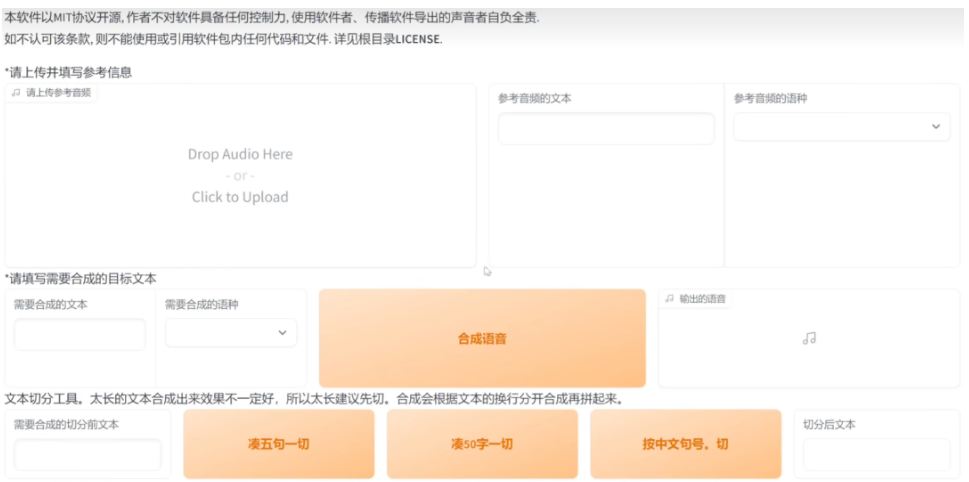 本软件以MIT协议开源, 作者不对软件具备任何控制力, 使用软件者、传播软件导出的声音者自负全责.
如不认可该条款, 则不能使用或引用软件包内任何代码和文件. 详见根目录LICENSE.
*请上传并填写参考信息
请上传参考音频
参考音频的文本
参考音频的语种
Drop Audio Here
- or -
Click to Upload
*请填写需要合成的目标文本
需要合成的文本
需要合成的语种
合成语音
输出的语音
文本切分工具。太长的文本合成出来效果不一定好，所以太长建议先切。合成会根据文本的换行分开合成再拼起来。
需要合成的切分前文本
凑五句一切
凑50字一切
按中文句号。切
切分后文本